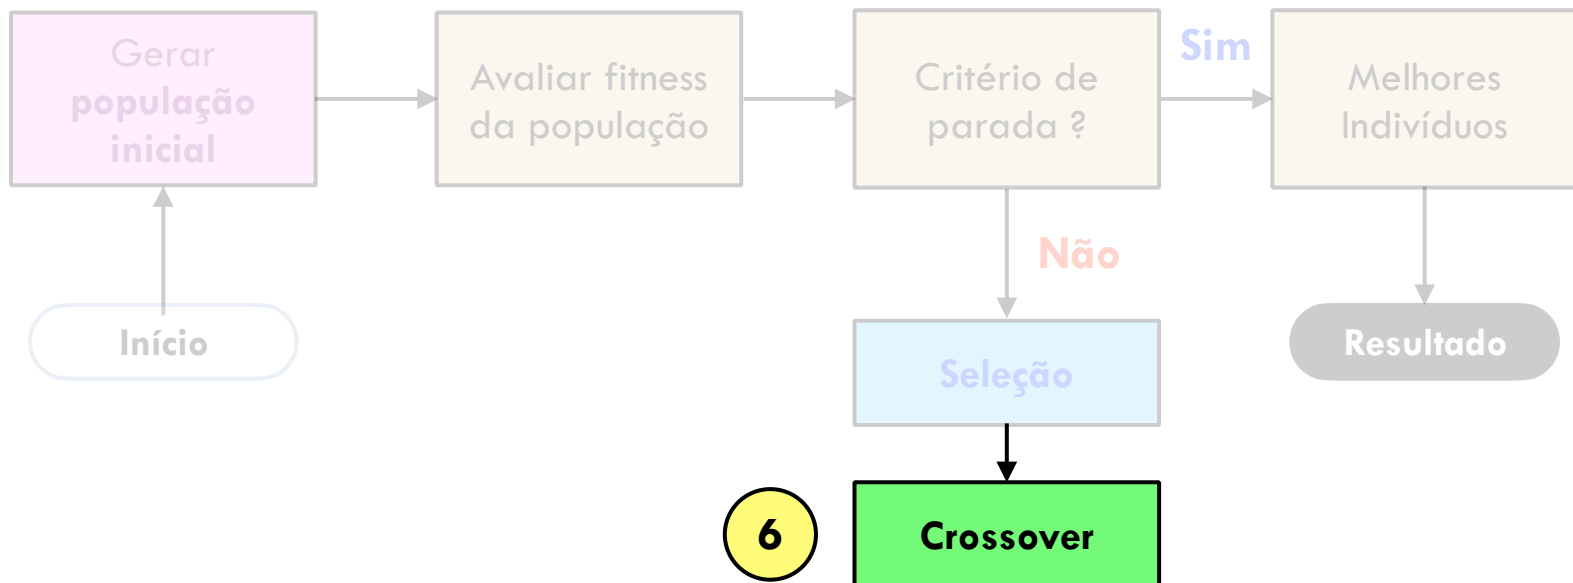 Gerar
população
inicial
Avaliar fitness
da população
Critério de
parada ?
Sim
Melhores
Indivíduos
Não
Início
Seleção
Resultado
6
Crossover